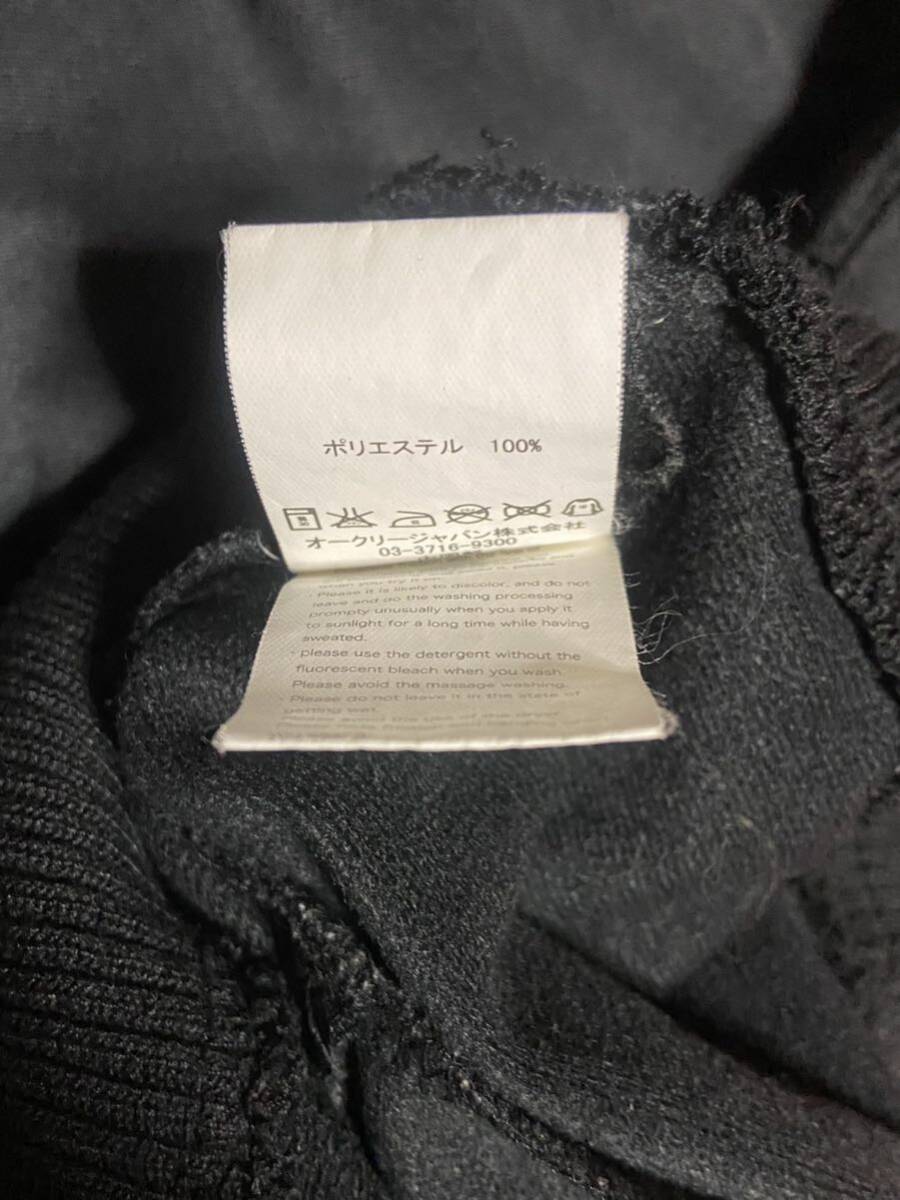 ポリエステル 100%
オークリージャパン株式会社
03-3716-9300
when you try it on.
・Please it is likely to discolor, and do not
leave and do the washing processing
promptly unusually when you apply it
to sunlight for a long time while having
sweated.
・please use the detergent without the
fluorescent bleach when you wash.
Please avoid the massage washing.
・Please do not leave it in the state of
getting wet.